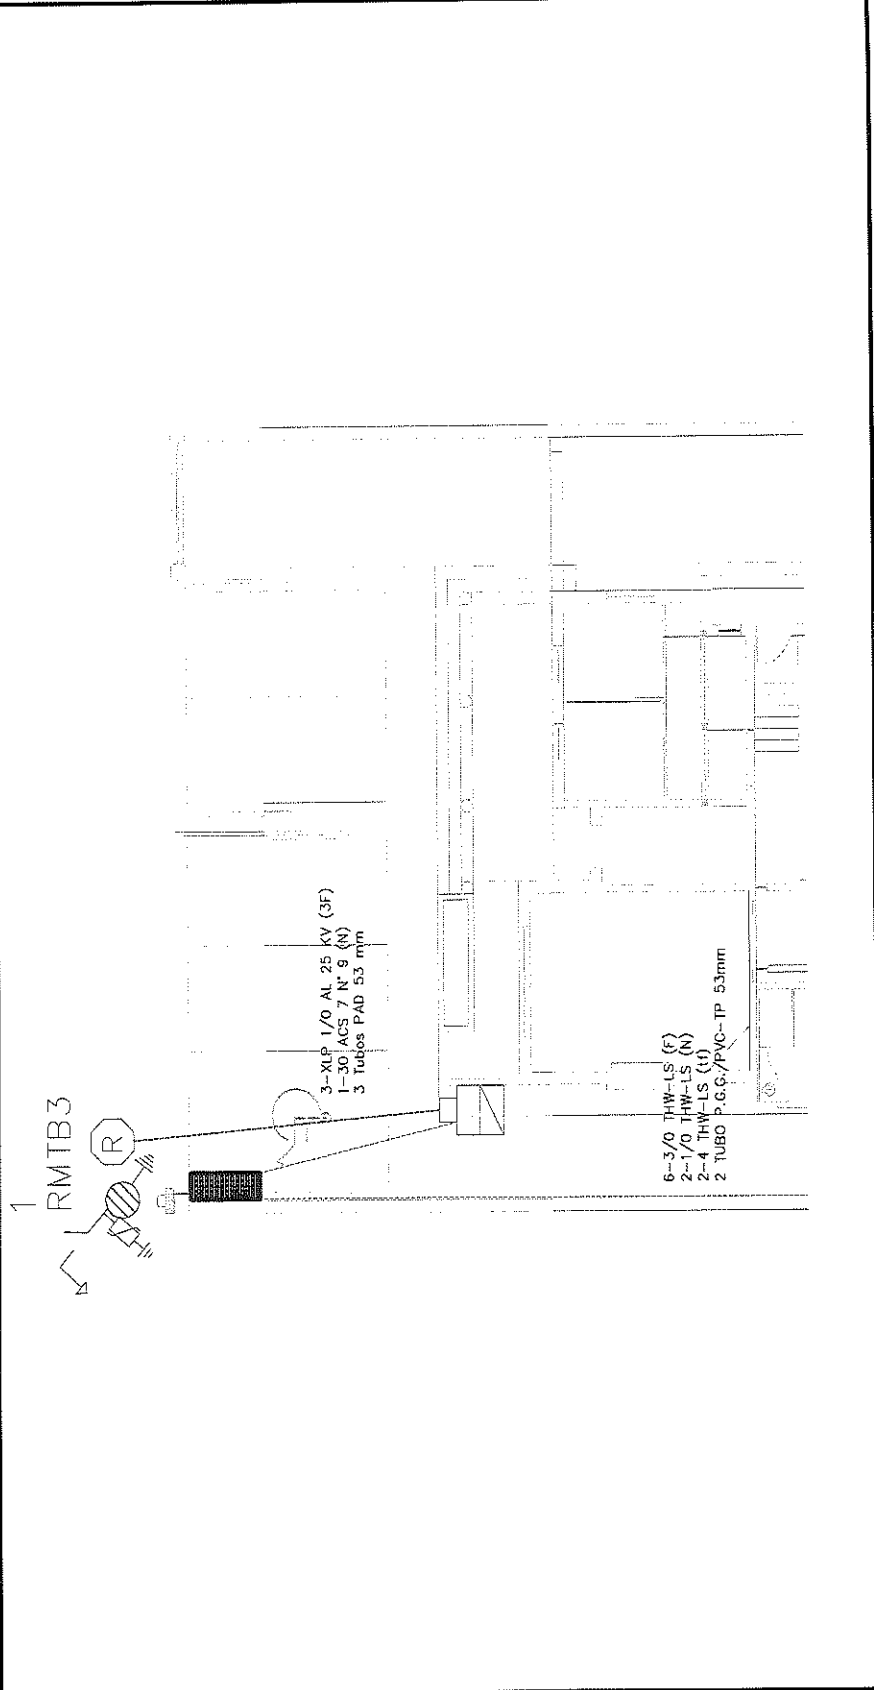 1
RMTB3
R
3-XLP 1/0 AL 25 KV (3F)
1-30 ACS 7 N° 9 (N)
3 Tubos PAD 53 mm
6-3/0 THW-LS (F)
2-1/0 THW-LS (N)
2-4 THW-LS (tf)
2 TUBO P.G.G./PVC-TP 53mm